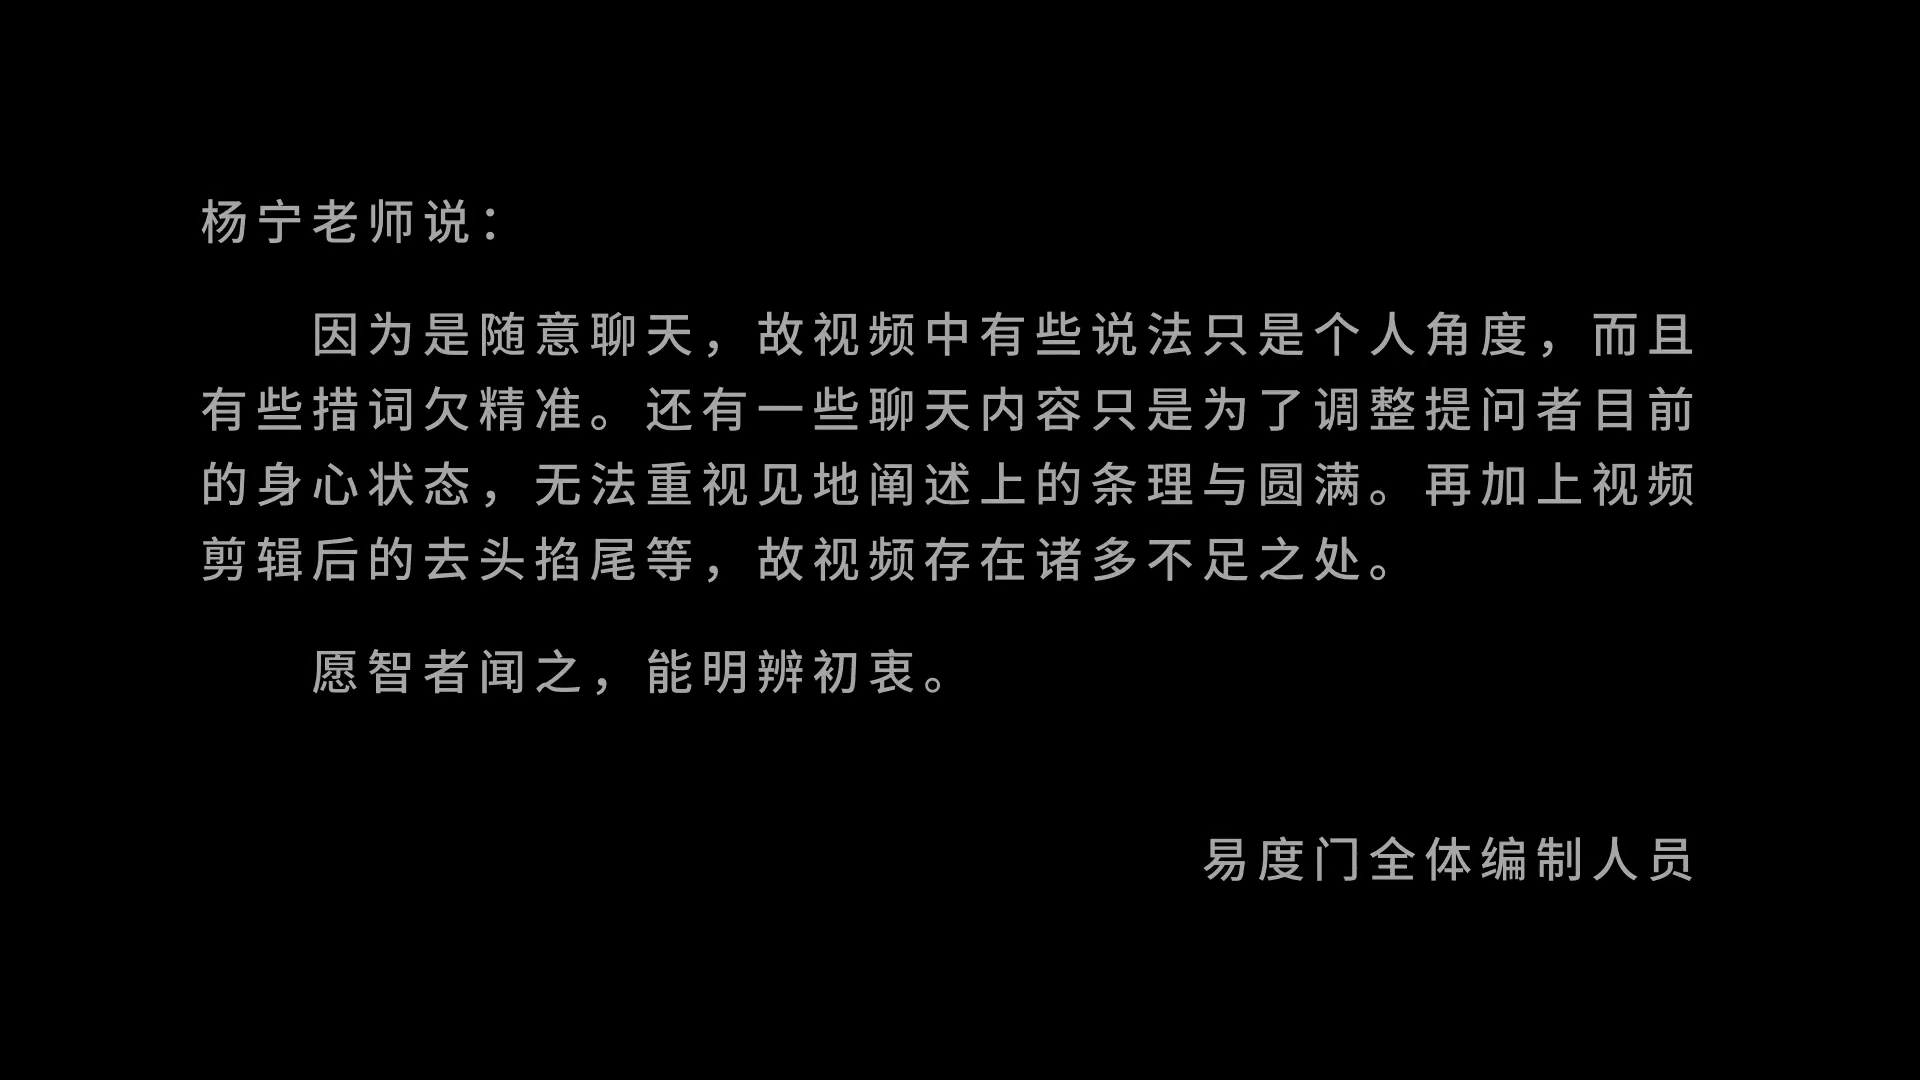 杨宁老师说：
因为是随意聊天，故视频中有些说法只是个人角度，而且
有些措词欠精准。还有一些聊天内容只是为了调整提问者目前
的身心状态，无法重视见地阐述上的条理与圆满。再加上视频
剪辑后的去头掐尾等，故视频存在诸多不足之处。
愿智者闻之，能明辨初衷。
易度门全体编制人员